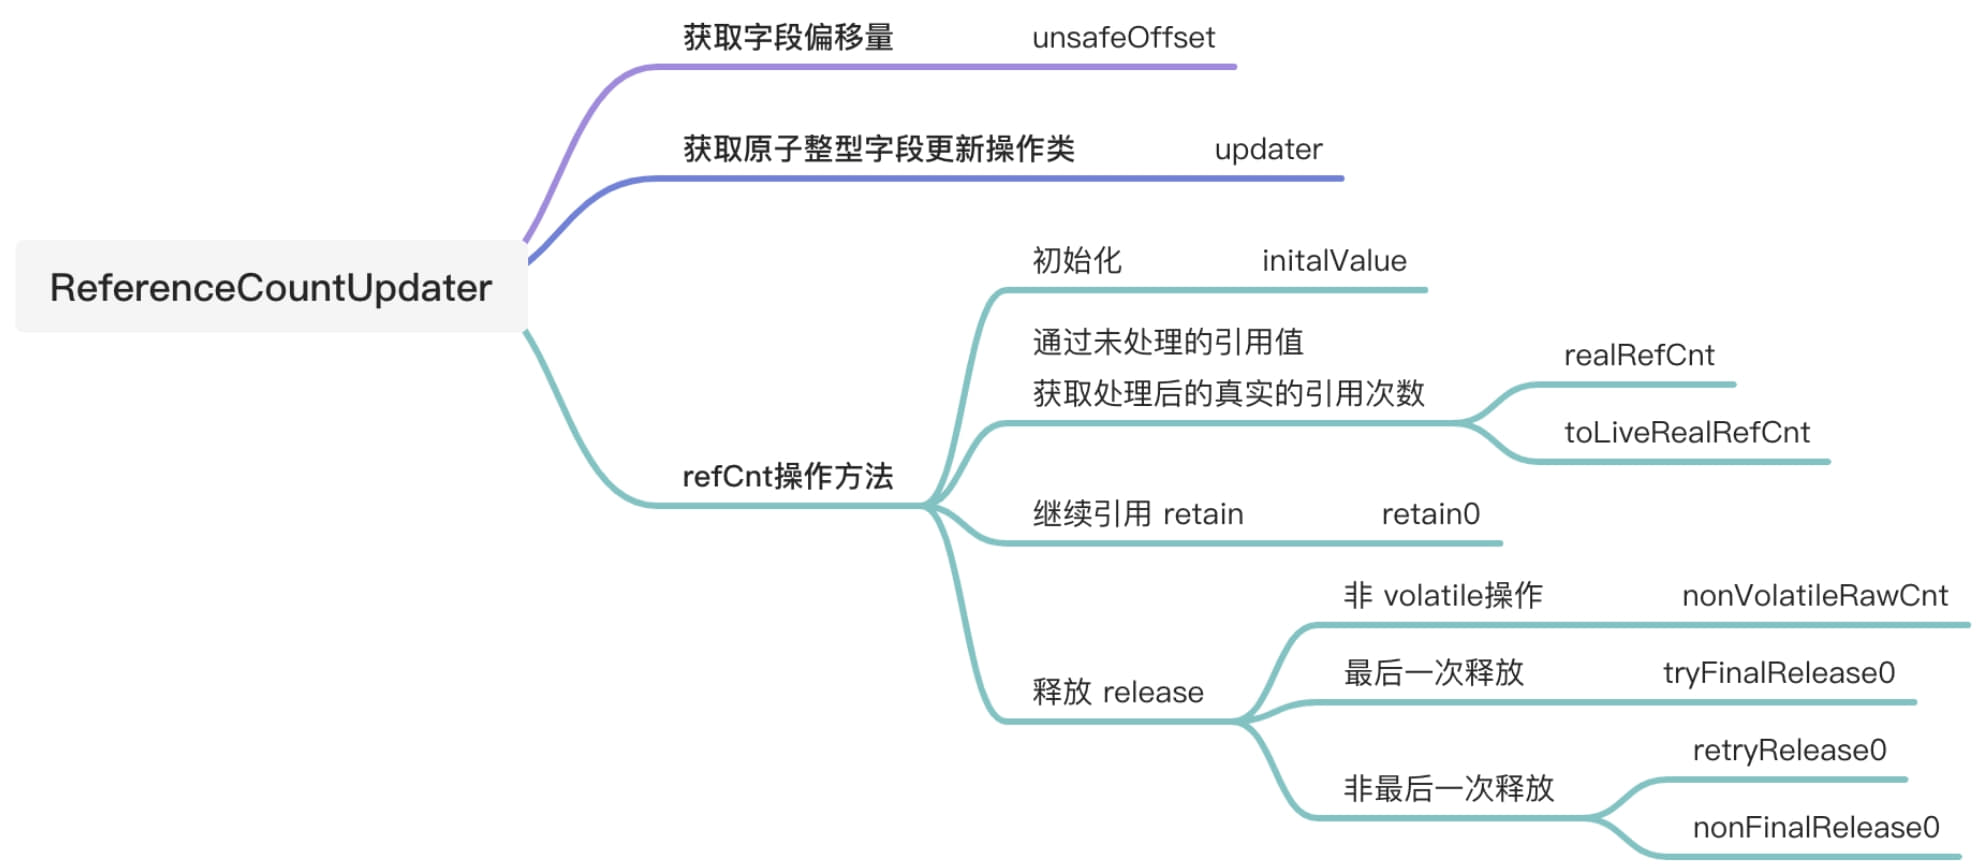 获取字段偏移量 unsafeOffset
获取原子整型字段更新操作类 updater
ReferenceCountUpdater
初始化 initalValue
通过未处理的引用值
获取处理后的真实的引用次数
realRefCnt
toLiveRealRefCnt
refCnt操作方法
继续引用 retain retain0
释放 release
非 volatile操作 nonVolatileRawCnt
最后一次释放 tryFinalRelease0
非最后一次释放
retryRelease0
nonFinalRelease0